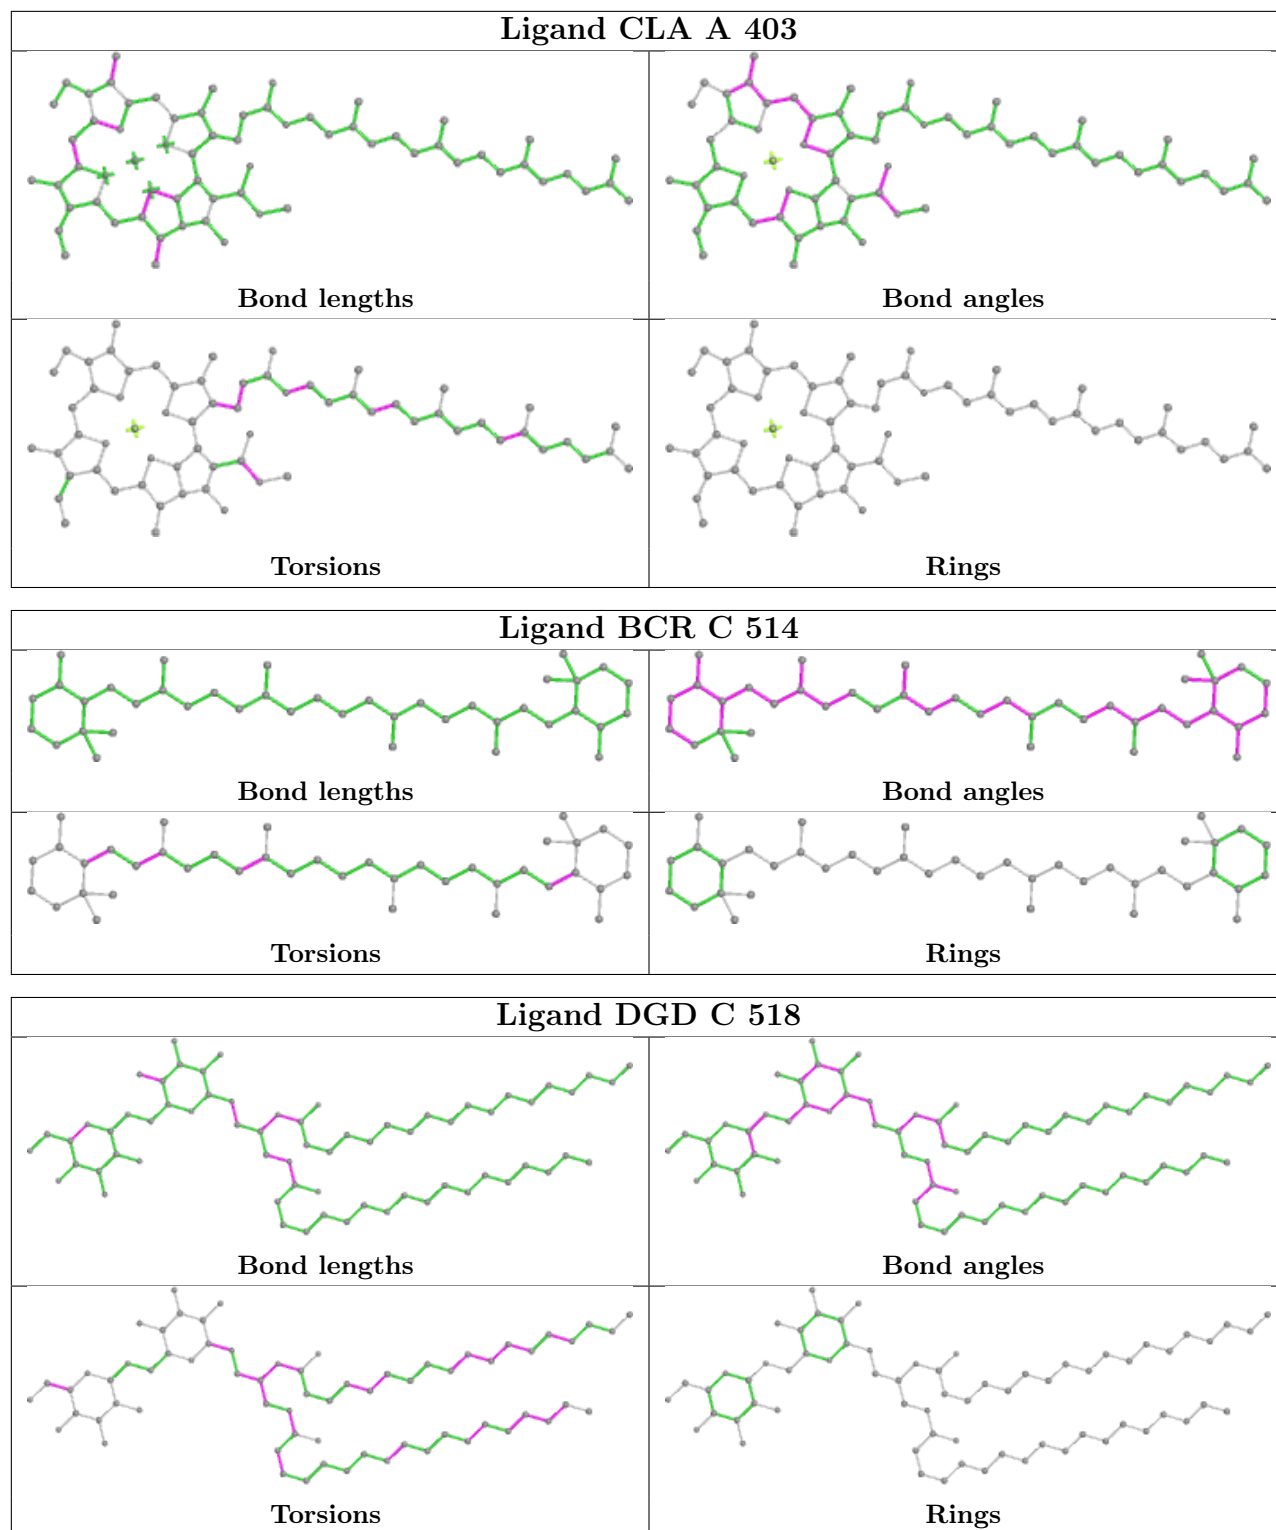 Ligand CLA A 403
Bond lengths
Bond angles
Torsions
Rings
Ligand BCR C 514
Bond lengths
Bond angles
Torsions
Rings
Ligand DGD C 518
Bond lengths
Bond angles
Torsions
Rings